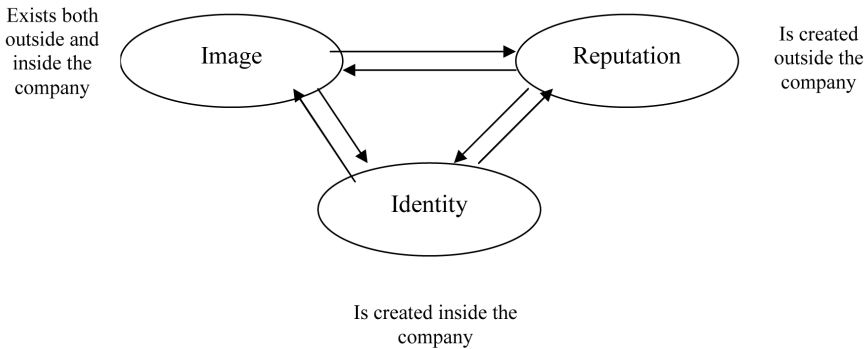 Exists both
outside and
inside the
company
Image
Reputation
Is created
outside the
company
Identity
Is created inside the
company